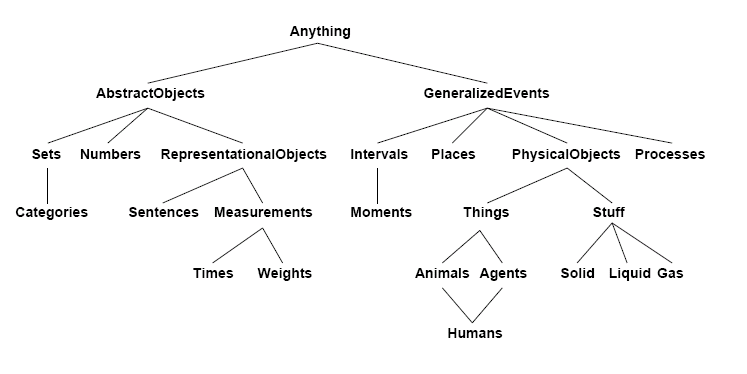 Anything
AbstractObjects GeneralizedEvents
Sets Numbers RepresentationalObjects Intervals Places PhysicalObjects Processes
Categories Sentences Measurements Moments Things Stuff
Times Weights Animals Agents Solid Liquid Gas
Humans